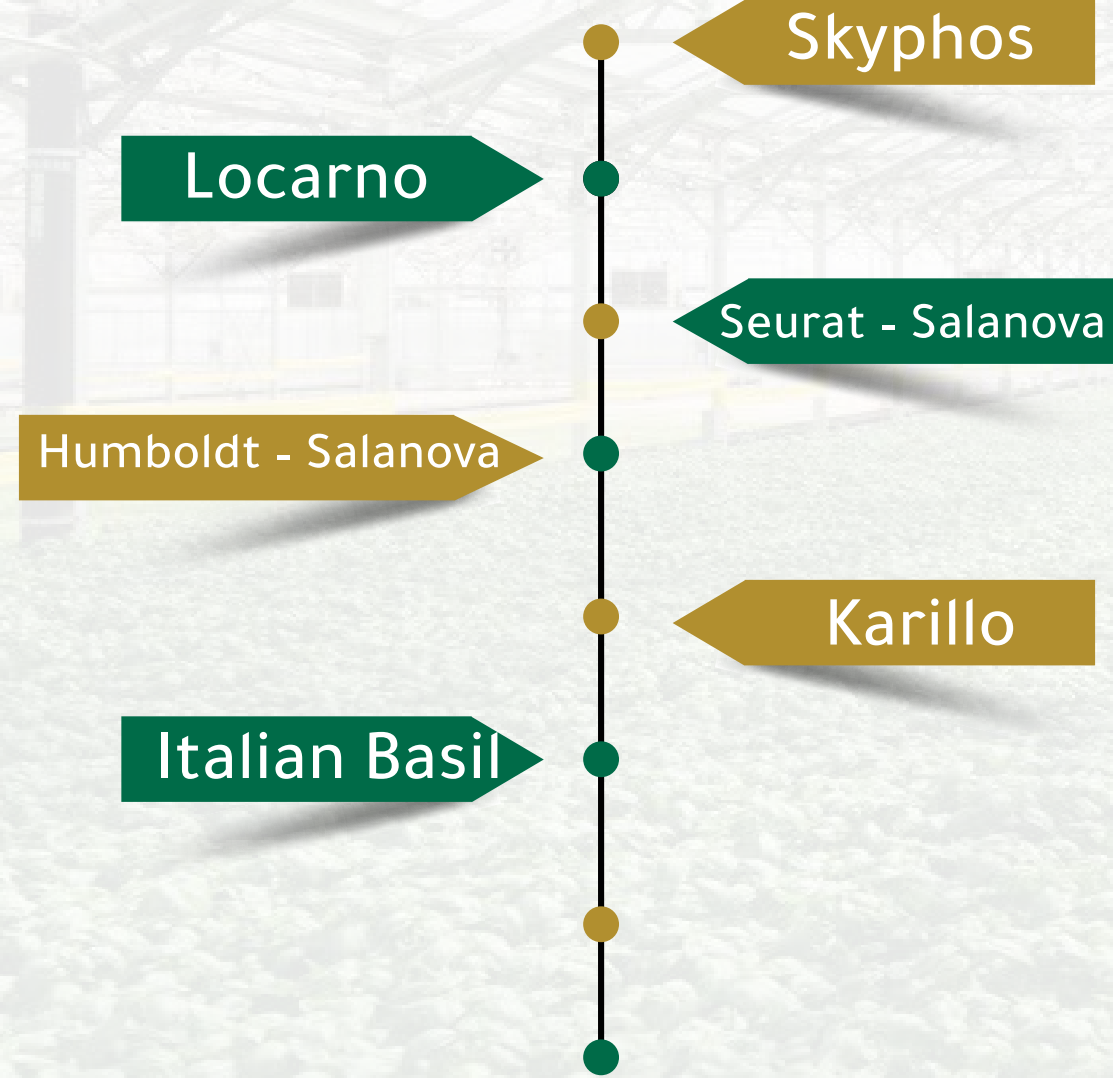 Skyphos
Locarno
Seurat - Salanova
Humboldt - Salanova
Karillo
Italian Basil